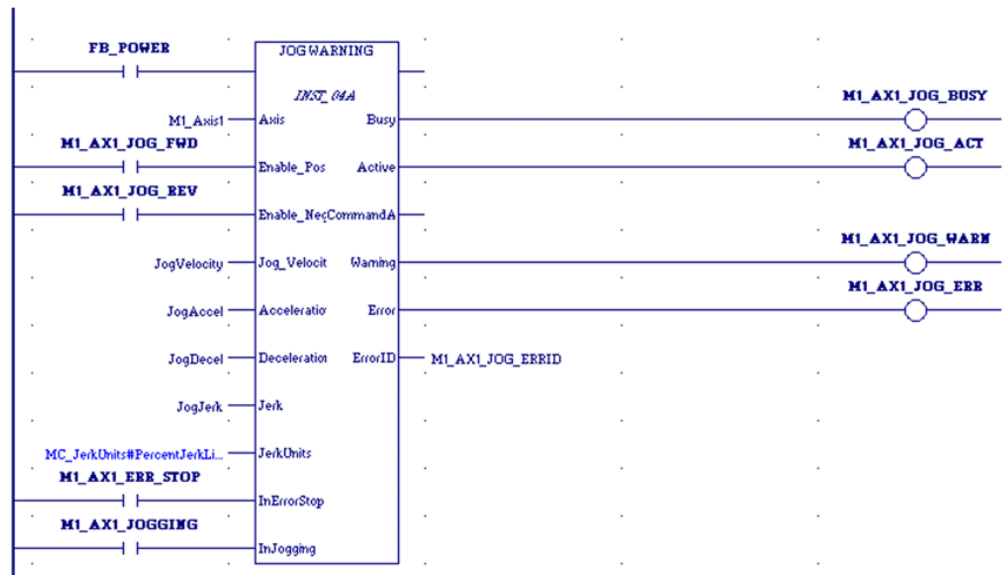 FB_POWER
JOG WARNING
INST_04A
M1_AX1_JOG_BUSY
M1_Axis1 Axis Busy
M1_AX1_JOG_FWD
M1_AX1_JOG_ACT
Enable_Pos Active
M1_AX1_JOG_REV
Enable_NegCommandA
M1_AX1_JOG_WARN
JogVelocity Jog_Velocit Warning
M1_AX1_JOG_ERR
JogAccel Acceleratior Error
JogDecel Deceleration ErrorID M1_AX1_JOG_ERRID
JogJerk Jerk
MC_JerkUnits#PercentJerkLi... JerkUnits
M1_AX1_ERR_STOP
InErrorStop
M1_AX1_JOGGING
InJogging